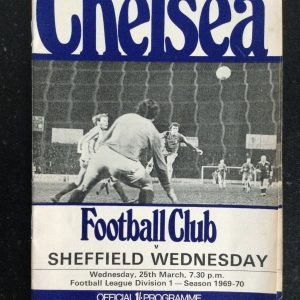 Chelsea
Football Club
v
SHEFFIELD WEDNESDAY
Wednesday, 25th March, 7.30 p.m.
Football League Division 1 — Season 1969-70
OFFICIAL 1/- PROGRAMME